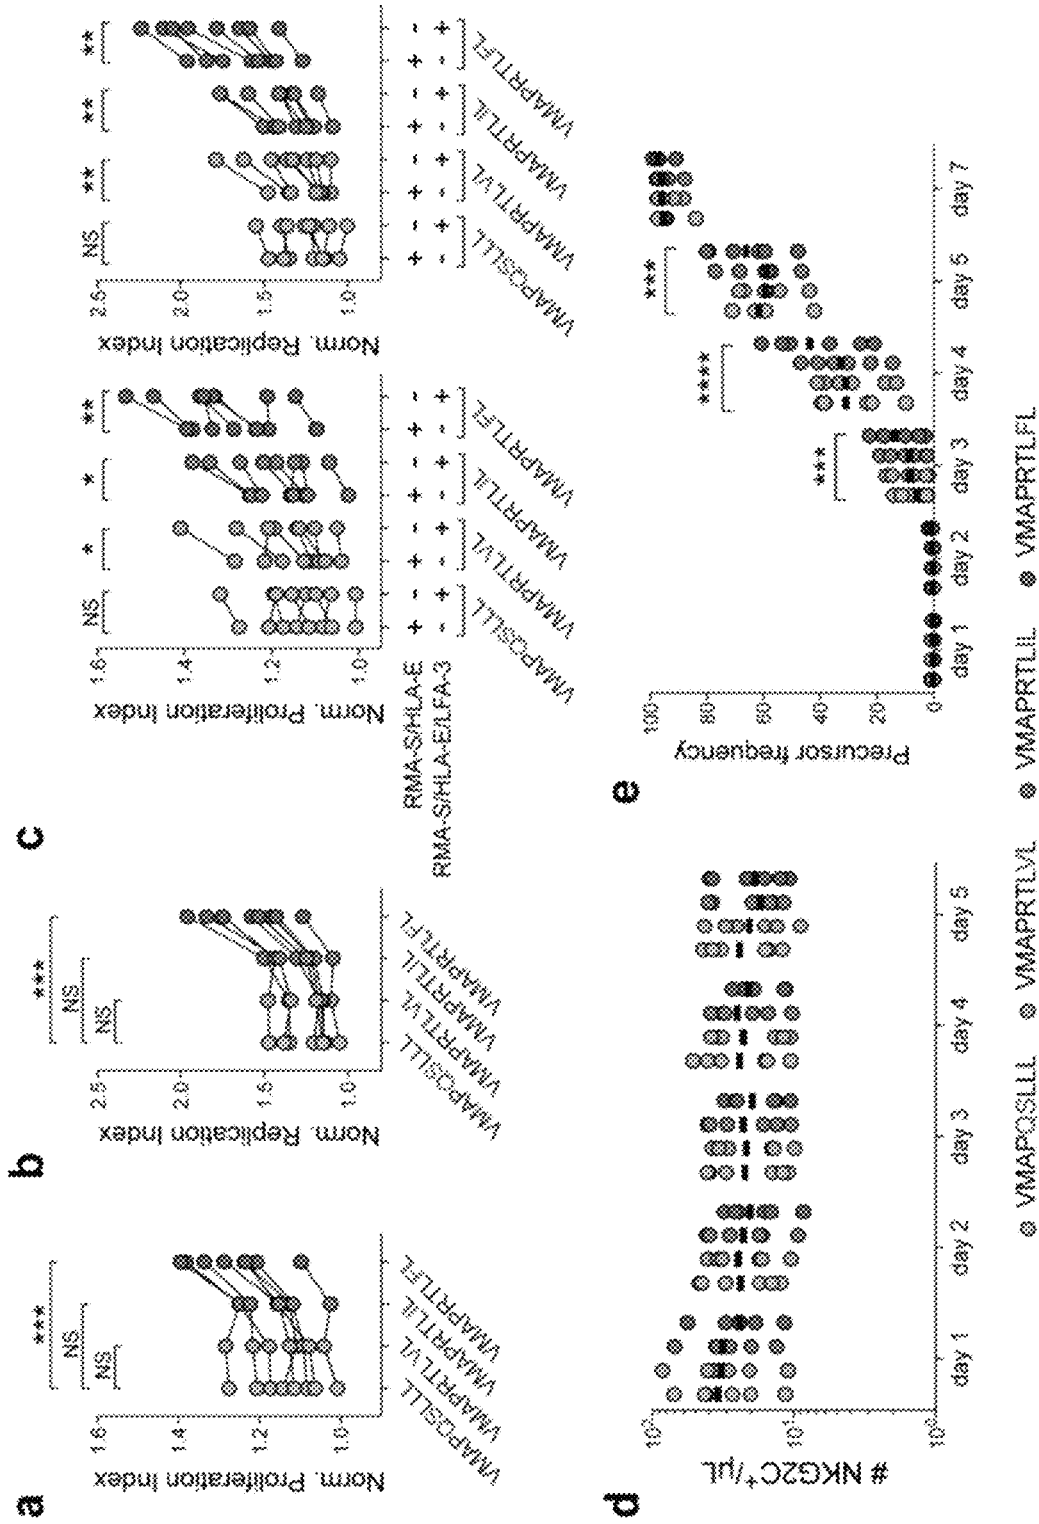 a
Norm. Proliferation Index
1.6
1.4
1.2
1.0
***
NS
NS
VMAPQSLLL
VMAPRTLVL
VMAPRTLIL
VMAPRTLFL
b
Norm. Replication Index
2.5
2.0
1.5
1.0
***
NS
NS
VMAPQSLLL
VMAPRTLVL
VMAPRTLIL
VMAPRTLFL
c
Norm. Proliferation Index
1.6
1.4
1.2
1.0
NS * * **
RMA-S/HLA-E + - + - + - + -
RMA-S/HLA-E/LFA-3 - + - + - + - +
VMAPQSLLL
VMAPRTLVL
VMAPRTLIL
VMAPRTLFL
Norm. Replication Index
2.5
2.0
1.5
1.0
NS ** ** **
+ - + - + - + -
- + - + - + - +
VMAPQSLLL
VMAPRTLVL
VMAPRTLIL
VMAPRTLFL
d
# NKG2C+/µL
10²
10¹
10⁰
day 1 day 2 day 3 day 4 day 5
e
Precursor frequency
100
80
60
40
20
0
*** **** ***
day 1 day 2 day 3 day 4 day 5 day 7
VMAPQSLLL VMAPRTLVL VMAPRTLIL VMAPRTLFL